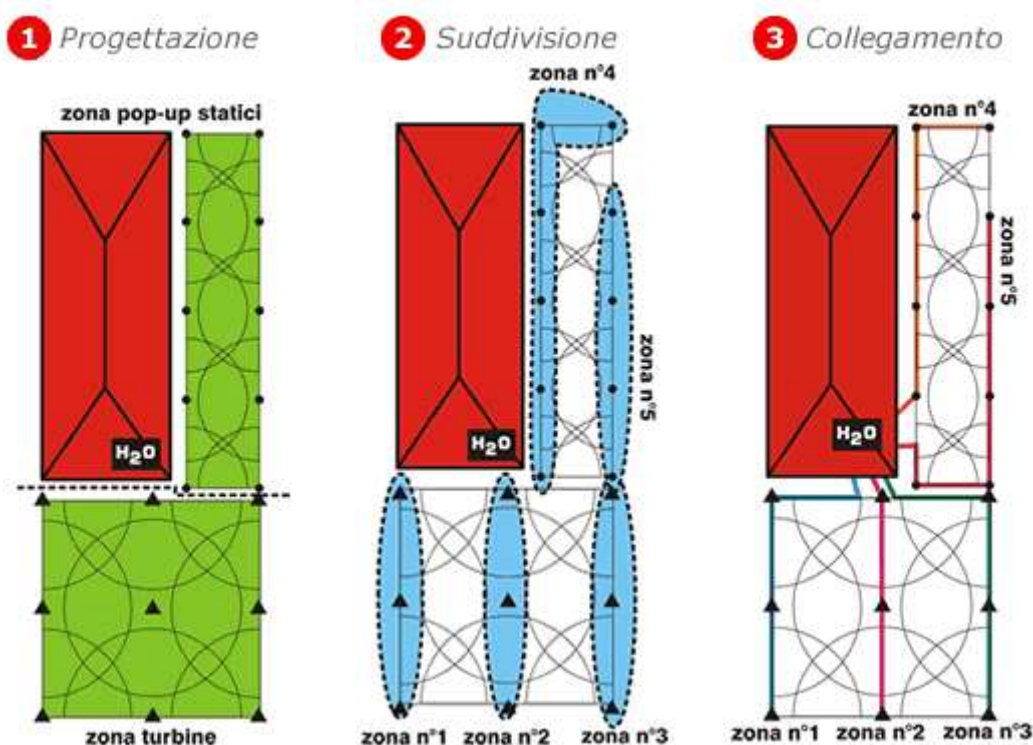 1 Progettazione
zona pop-up statici
H₂O
zona turbine
2 Suddivisione
zona n°4
H₂O
zona n°5
zona n°1 zona n°2 zona n°3
3 Collegamento
zona n°4
zona n°5
H₂O
zona n°1 zona n°2 zona n°3